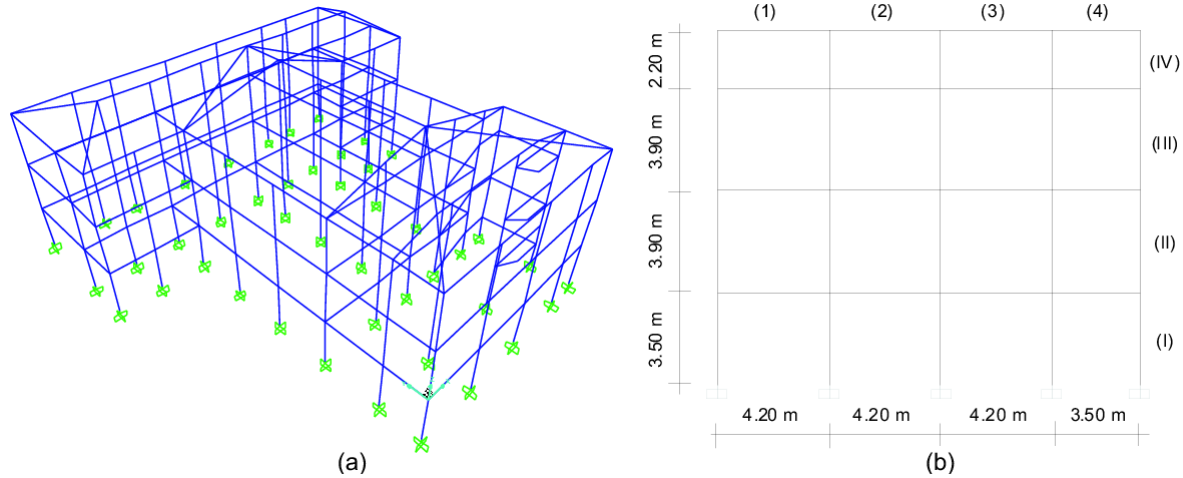 (1) (2) (3) (4)
2.20 m
(IV)
3.90 m
(III)
3.90 m
(II)
3.50 m
(I)
4.20 m 4.20 m 4.20 m 3.50 m
(a) (b)